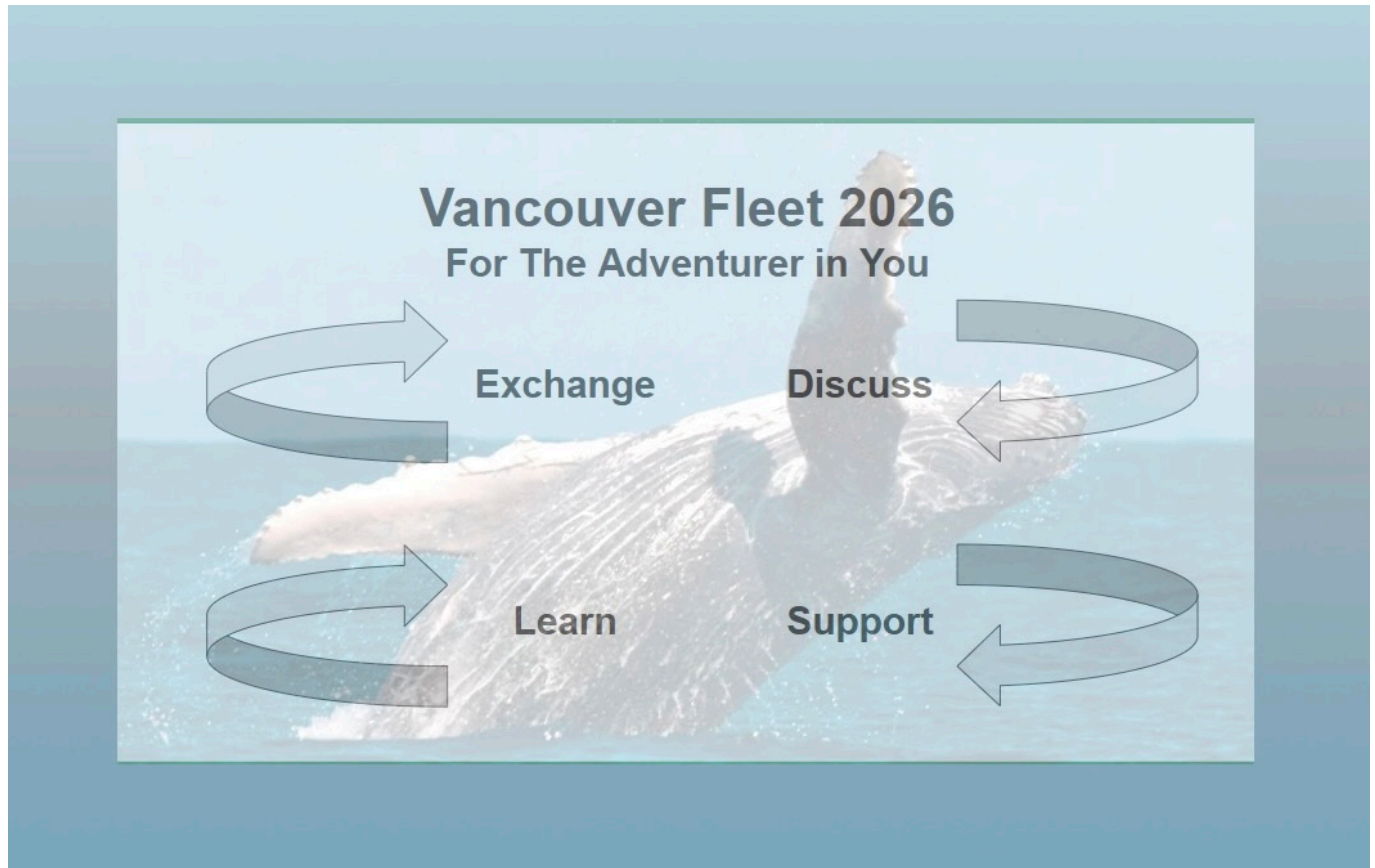 Vancouver Fleet 2026
For The Adventurer in You
Exchange Discuss
Learn Support